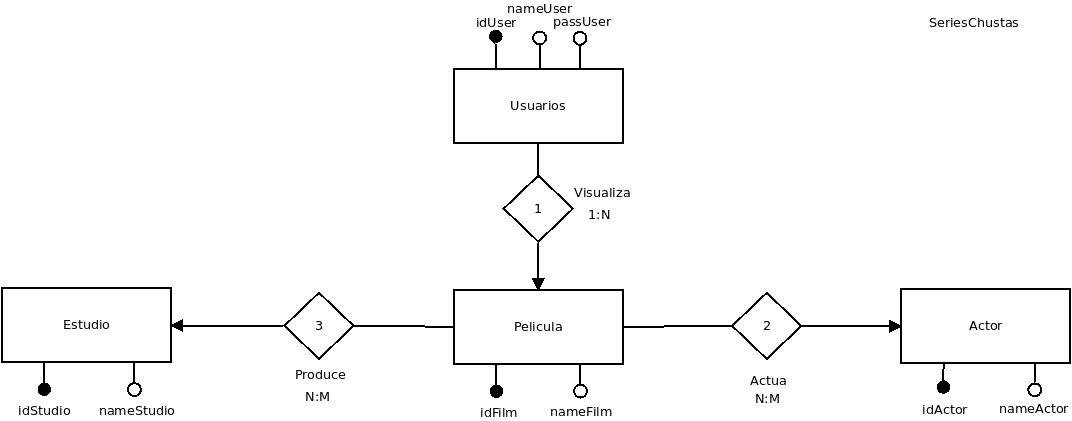 nameUser
idUser
passUser
SeriesChustas
Usuarios
1
Visualiza
1:N
Estudio
3
Pelicula
2
Actor
Produce
N:M
Actua
N:M
idStudio
nameStudio
idFilm
nameFilm
idActor
nameActor